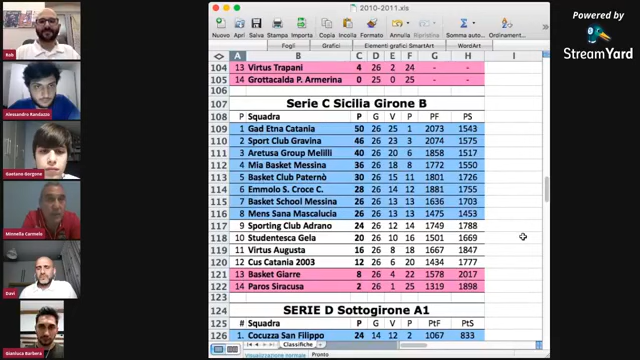 2010-2011.xls
Powered by
StreamYard
Nuovo Apri Salva Stampa Importa Copia Incolla Formato Annulla Ripristina Somma automatica Ordinament...
Fogli Grafici Elementi grafici SmartArt WordArt
A B C D E F G H I
104 13 Virtus Trapani 4 26 2 24 - -
105 14 Grottacalda P. Armerina 0 25 0 25 - -
106
107 Serie C Sicilia Girone B
108 P Squadra P G V P PF PS
109 1 Gad Etna Catania 50 26 25 1 2073 1543
110 2 Sport Club Gravina 46 26 23 3 2074 1575
111 3 Aretusa Group Melilli 40 26 20 6 1858 1517
112 4 Mia Basket Messina 36 26 18 8 1772 1550
113 5 Basket Club Paternò 30 26 15 11 1801 1726
114 6 Emmolo S. Croce C. 28 26 14 12 1881 1755
115 7 Basket School Messina 26 26 13 13 1636 1703
116 8 Mens Sana Mascalucia 26 26 13 13 1475 1453
117 9 Sporting Club Adrano 24 26 12 14 1749 1788
118 10 Studentesca Gela 20 26 10 16 1501 1669
119 11 Virtus Augusta 16 26 8 18 1667 1847
120 12 Cus Catania 2003 12 26 6 20 1434 1777
121 13 Basket Giarre 8 26 4 22 1578 2017
122 14 Paros Siracusa 2 26 1 25 1319 1898
123
124 SERIE D Sottogirone A1
125 # Squadra P G V P PtF PtS
126 1. Cocuzza San Filippo 24 14 12 2 1067 833
Classifiche
Visualizzazione normale Pronto
Rob
Alessandro Randazzo
Gaetano Gorgone
Minnella Carmelo
Davi
Gianluca Barbera